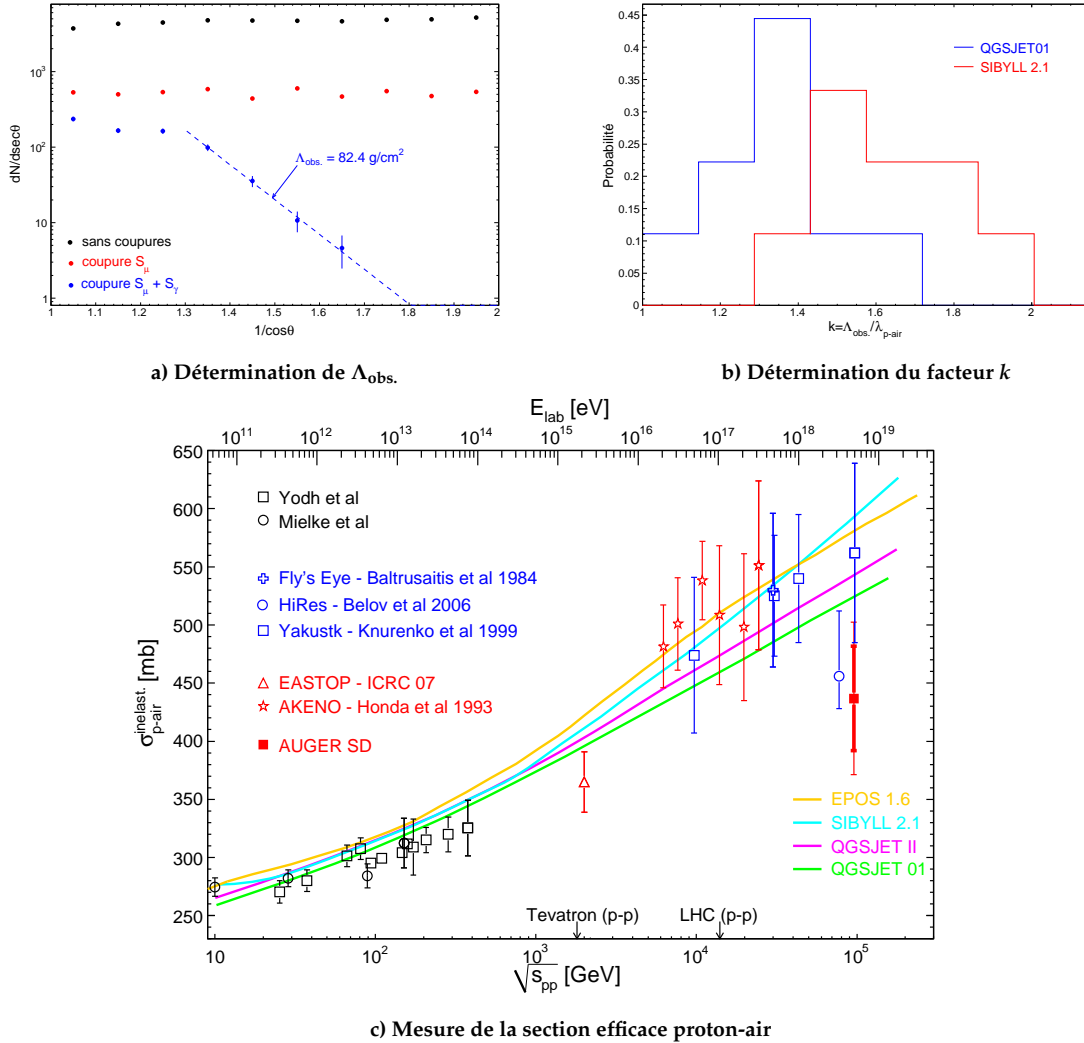 dN/dsecθ
10³
10²
10
1
Λobs. = 82.4 g/cm²
sans coupures
coupure Sμ
coupure Sμ + Sγ
1 1.1 1.2 1.3 1.4 1.5 1.6 1.7 1.8 1.9 2
1/cosθ
a) Détermination de Λobs.
Probabilité
0.45
0.4
0.35
0.3
0.25
0.2
0.15
0.1
0.05
0
QGSJET01
SIBYLL 2.1
1 1.2 1.4 1.6 1.8 2
k=Λobs./λp-air
b) Détermination du facteur k
Elab [eV]
10¹¹ 10¹² 10¹³ 10¹⁴ 10¹⁵ 10¹⁶ 10¹⁷ 10¹⁸ 10¹⁹
σp-air inelast. [mb]
650
600
550
500
450
400
350
300
250
Yodh et al
Mielke et al
Fly's Eye - Baltrusaitis et al 1984
HiRes - Belov et al 2006
Yakustk - Knurenko et al 1999
EASTOP - ICRC 07
AKENO - Honda et al 1993
AUGER SD
EPOS 1.6
SIBYLL 2.1
QGSJET II
QGSJET 01
Tevatron (p-p)
LHC (p-p)
10 10² 10³ 10⁴ 10⁵
√spp [GeV]
c) Mesure de la section efficace proton-air